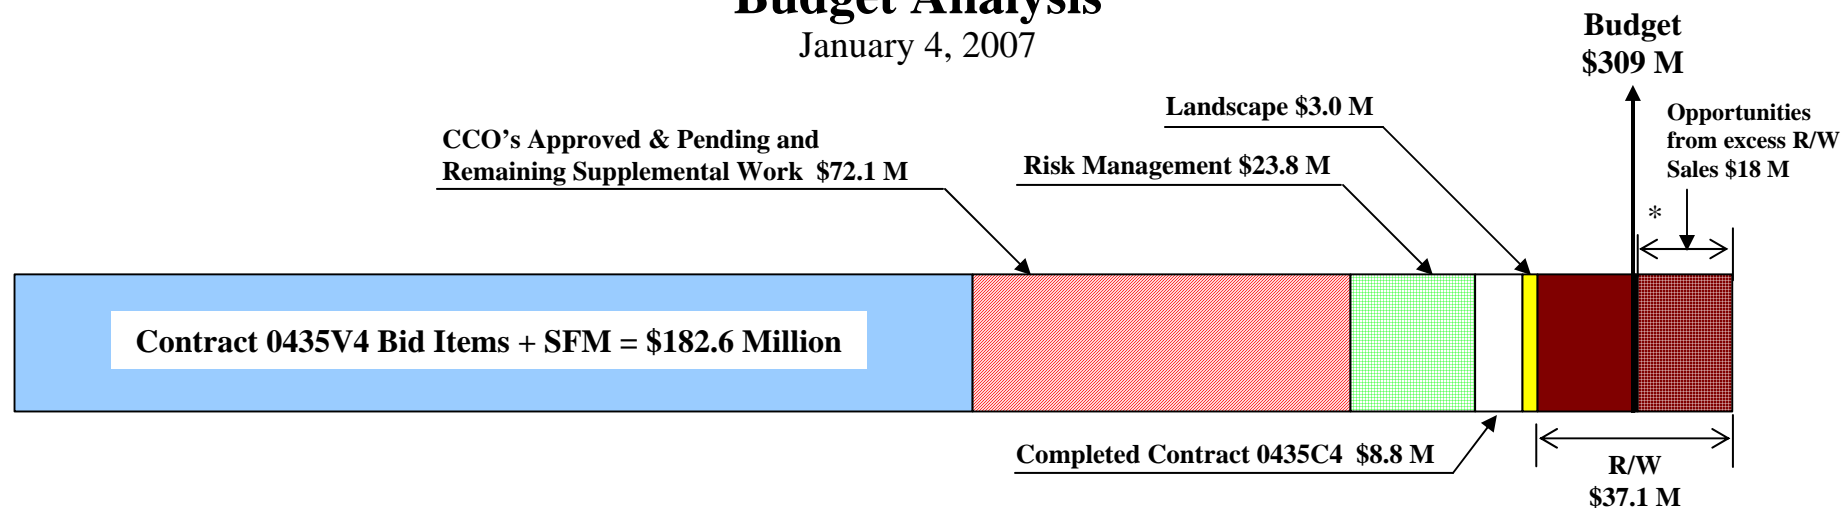 Budget Analysis
January 4, 2007
Budget
$309 M
Landscape $3.0 M
Opportunities
from excess R/W
Sales $18 M
CCO’s Approved & Pending and
Remaining Supplemental Work $72.1 M
Risk Management $23.8 M
*
Contract 0435V4 Bid Items + SFM = $182.6 Million
Completed Contract 0435C4 $8.8 M
R/W
$37.1 M